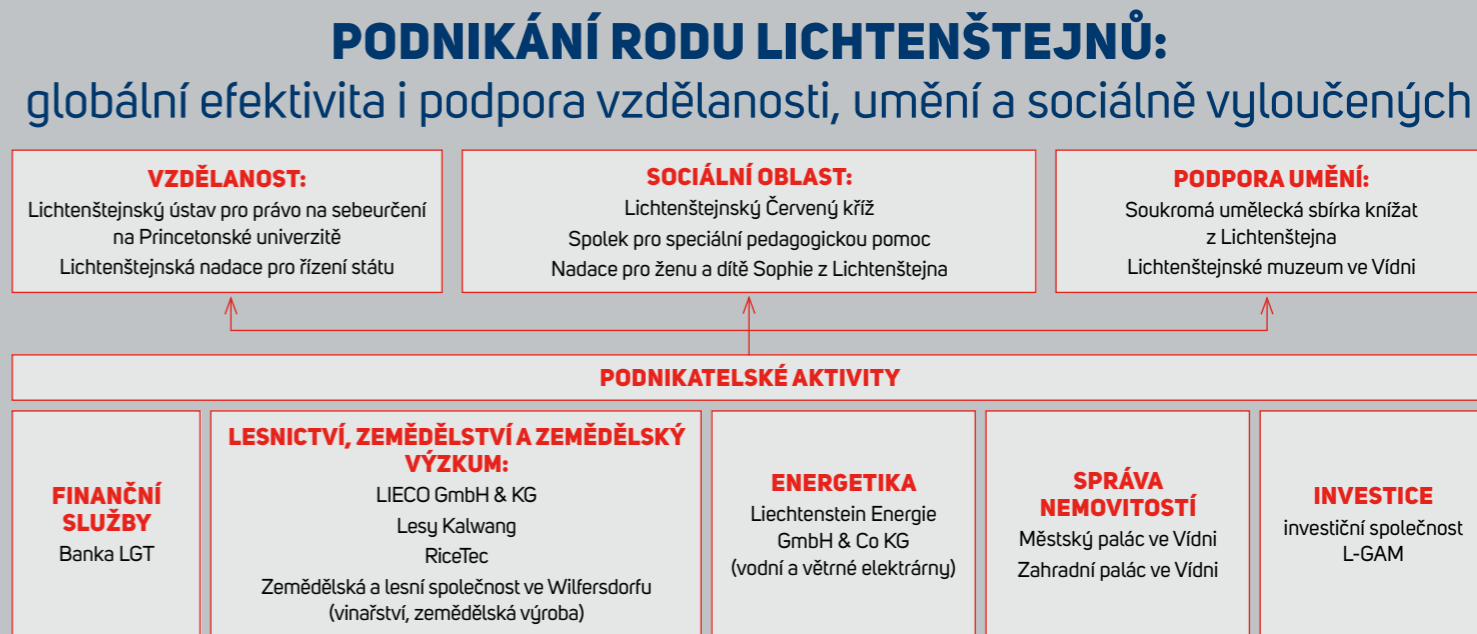 PODNIKÁNÍ RODU LICHTENŠTEJNŮ:
globální efektivita i podpora vzdělanosti, umění a sociálně vyloučených
VZDĚLANOST:
Lichtenštejnský ústav pro právo na sebeurčení
na Princetonské univerzitě
Lichtenštejnská nadace pro řízení státu
SOCIÁLNÍ OBLAST:
Lichtenštejnský Červený kříž
Spolek pro speciální pedagogickou pomoc
Nadace pro ženu a dítě Sophie z Lichtenštejna
PODPORA UMĚNÍ:
Soukromá umělecká sbírka knížat
z Lichtenštejna
Lichtenštejnské muzeum ve Vídni
PODNIKATELSKÉ AKTIVITY
FINANČNÍ
SLUŽBY
Banka LGT
LESNICTVÍ, ZEMĚDĚLSTVÍ A ZEMĚDĚLSKÝ
VÝZKUM:
LIECO GmbH & KG
Lesy Kalwang
RiceTec
Zemědělská a lesní společnost ve Wilfersdorfu
(vinařství, zemědělská výroba)
ENERGETIKA
Liechtenstein Energie
GmbH & Co KG
(vodní a větrné elektrárny)
SPRÁVA
NEMOVITOSTÍ
Městský palác ve Vídni
Zahradní palác ve Vídni
INVESTICE
investiční společnost
L-GAM